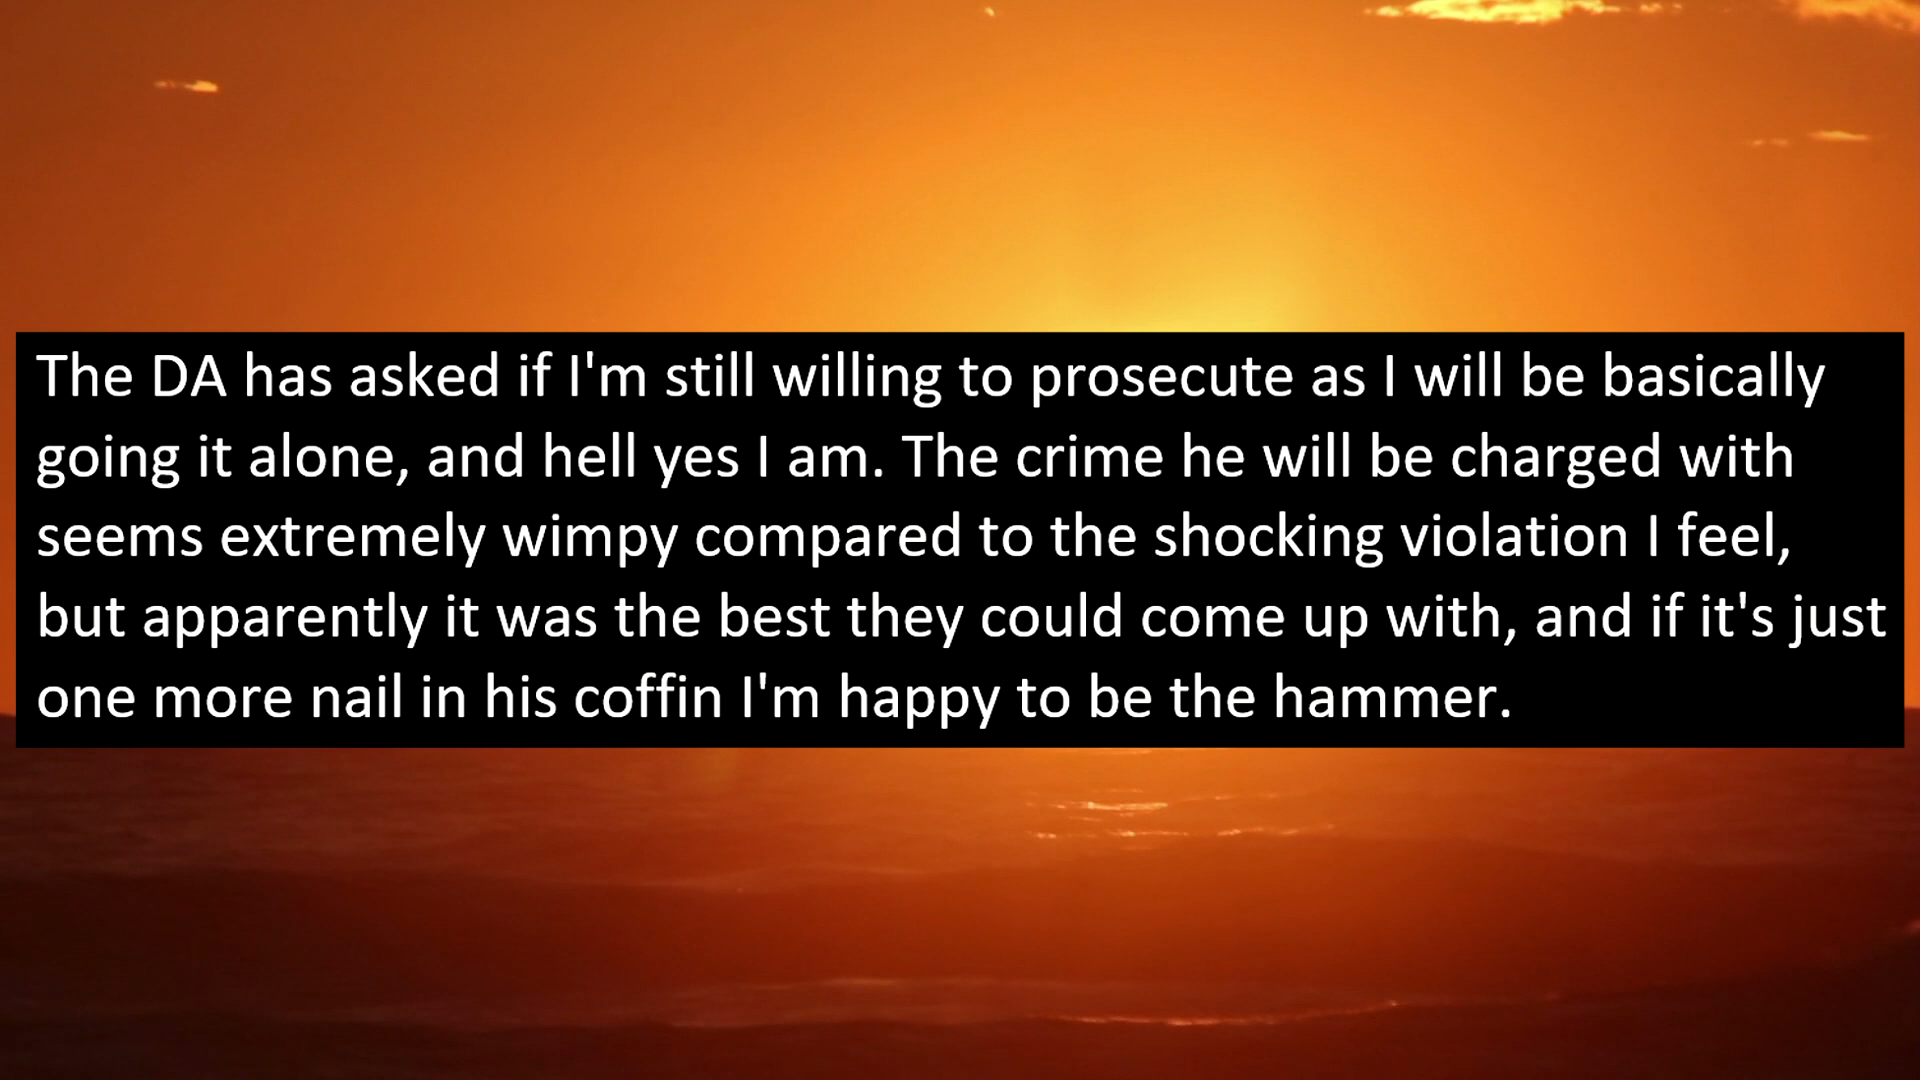 The DA has asked if I'm still willing to prosecute as I will be basically
going it alone, and hell yes I am. The crime he will be charged with
seems extremely wimpy compared to the shocking violation I feel,
but apparently it was the best they could come up with, and if it's just
one more nail in his coffin I'm happy to be the hammer.